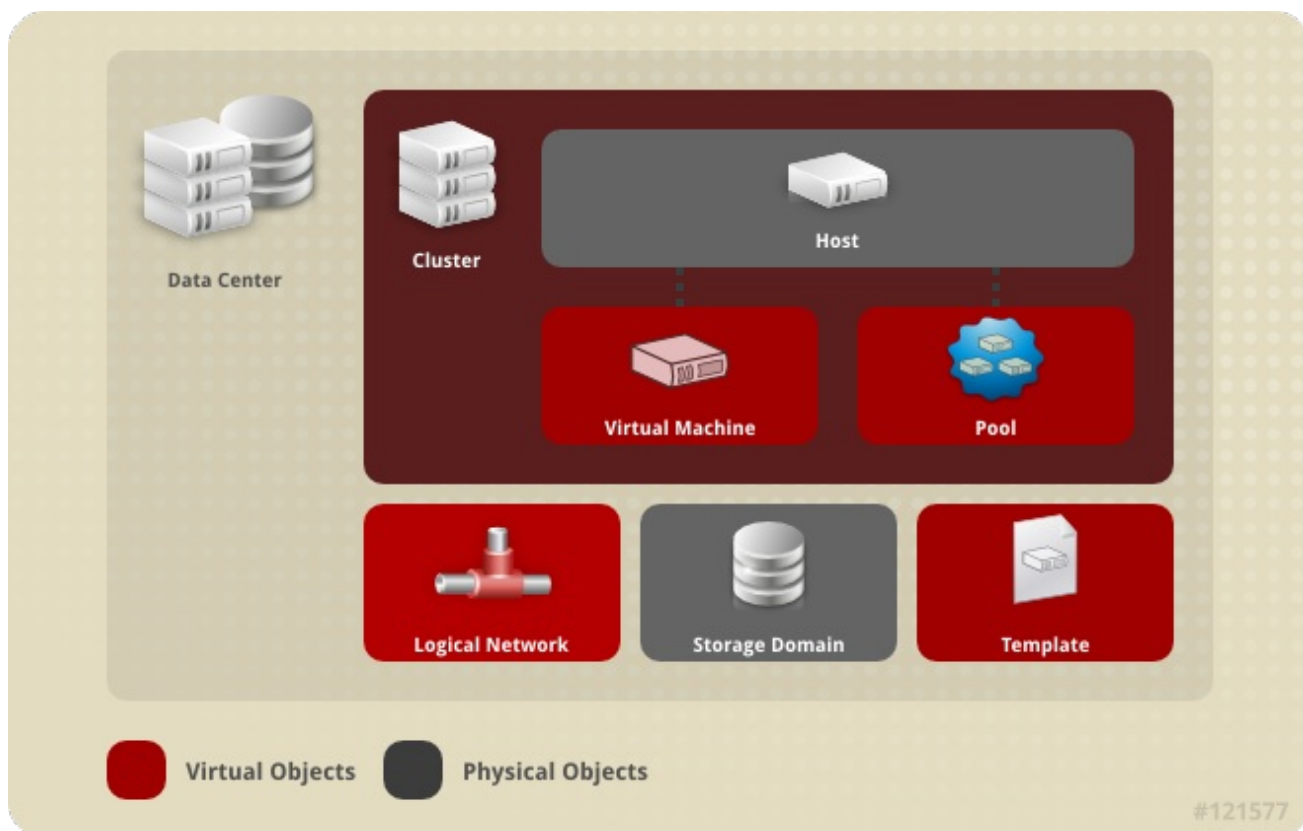 Data Center
Cluster
Host
Virtual Machine
Pool
Logical Network
Storage Domain
Template
Virtual Objects
Physical Objects
#121577